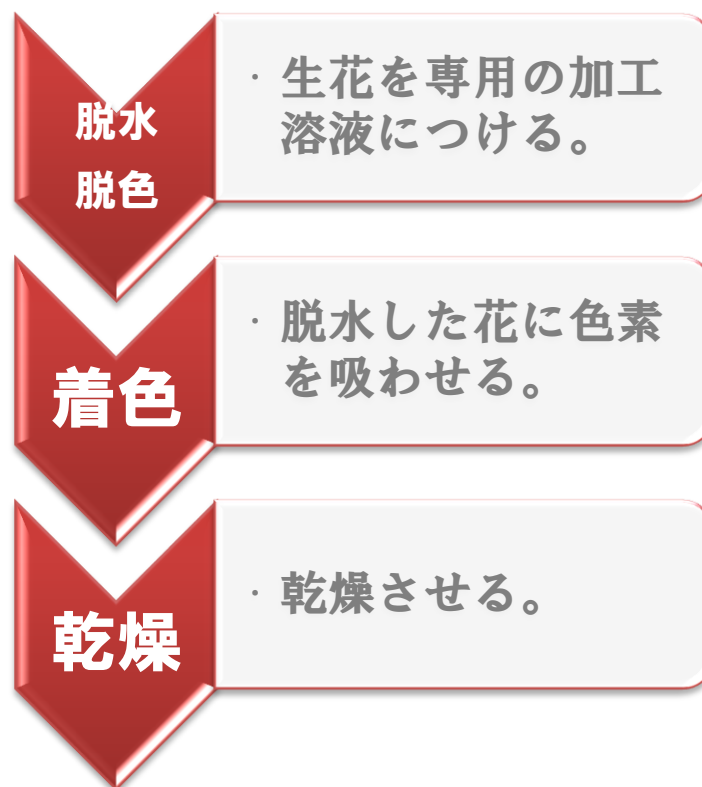 脱水
脱色
・生花を専用の加工
溶液につける。
着色
・脱水した花に色素
を吸わせる。
乾燥
・乾燥させる。